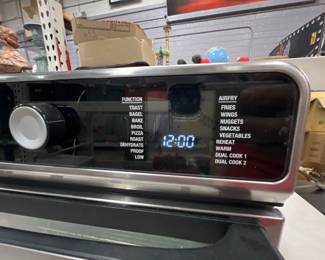 FUNCTION
TOAST
BAGEL
BAKE
BROIL
PIZZA
ROAST
DEHYDRATE
PROOF
LOW
12:00
AIRFRY
FRIES
WINGS
NUGGETS
SNACKS
VEGETABLES
REHEAT
WARM
DUAL COOK 1
DUAL COOK 2